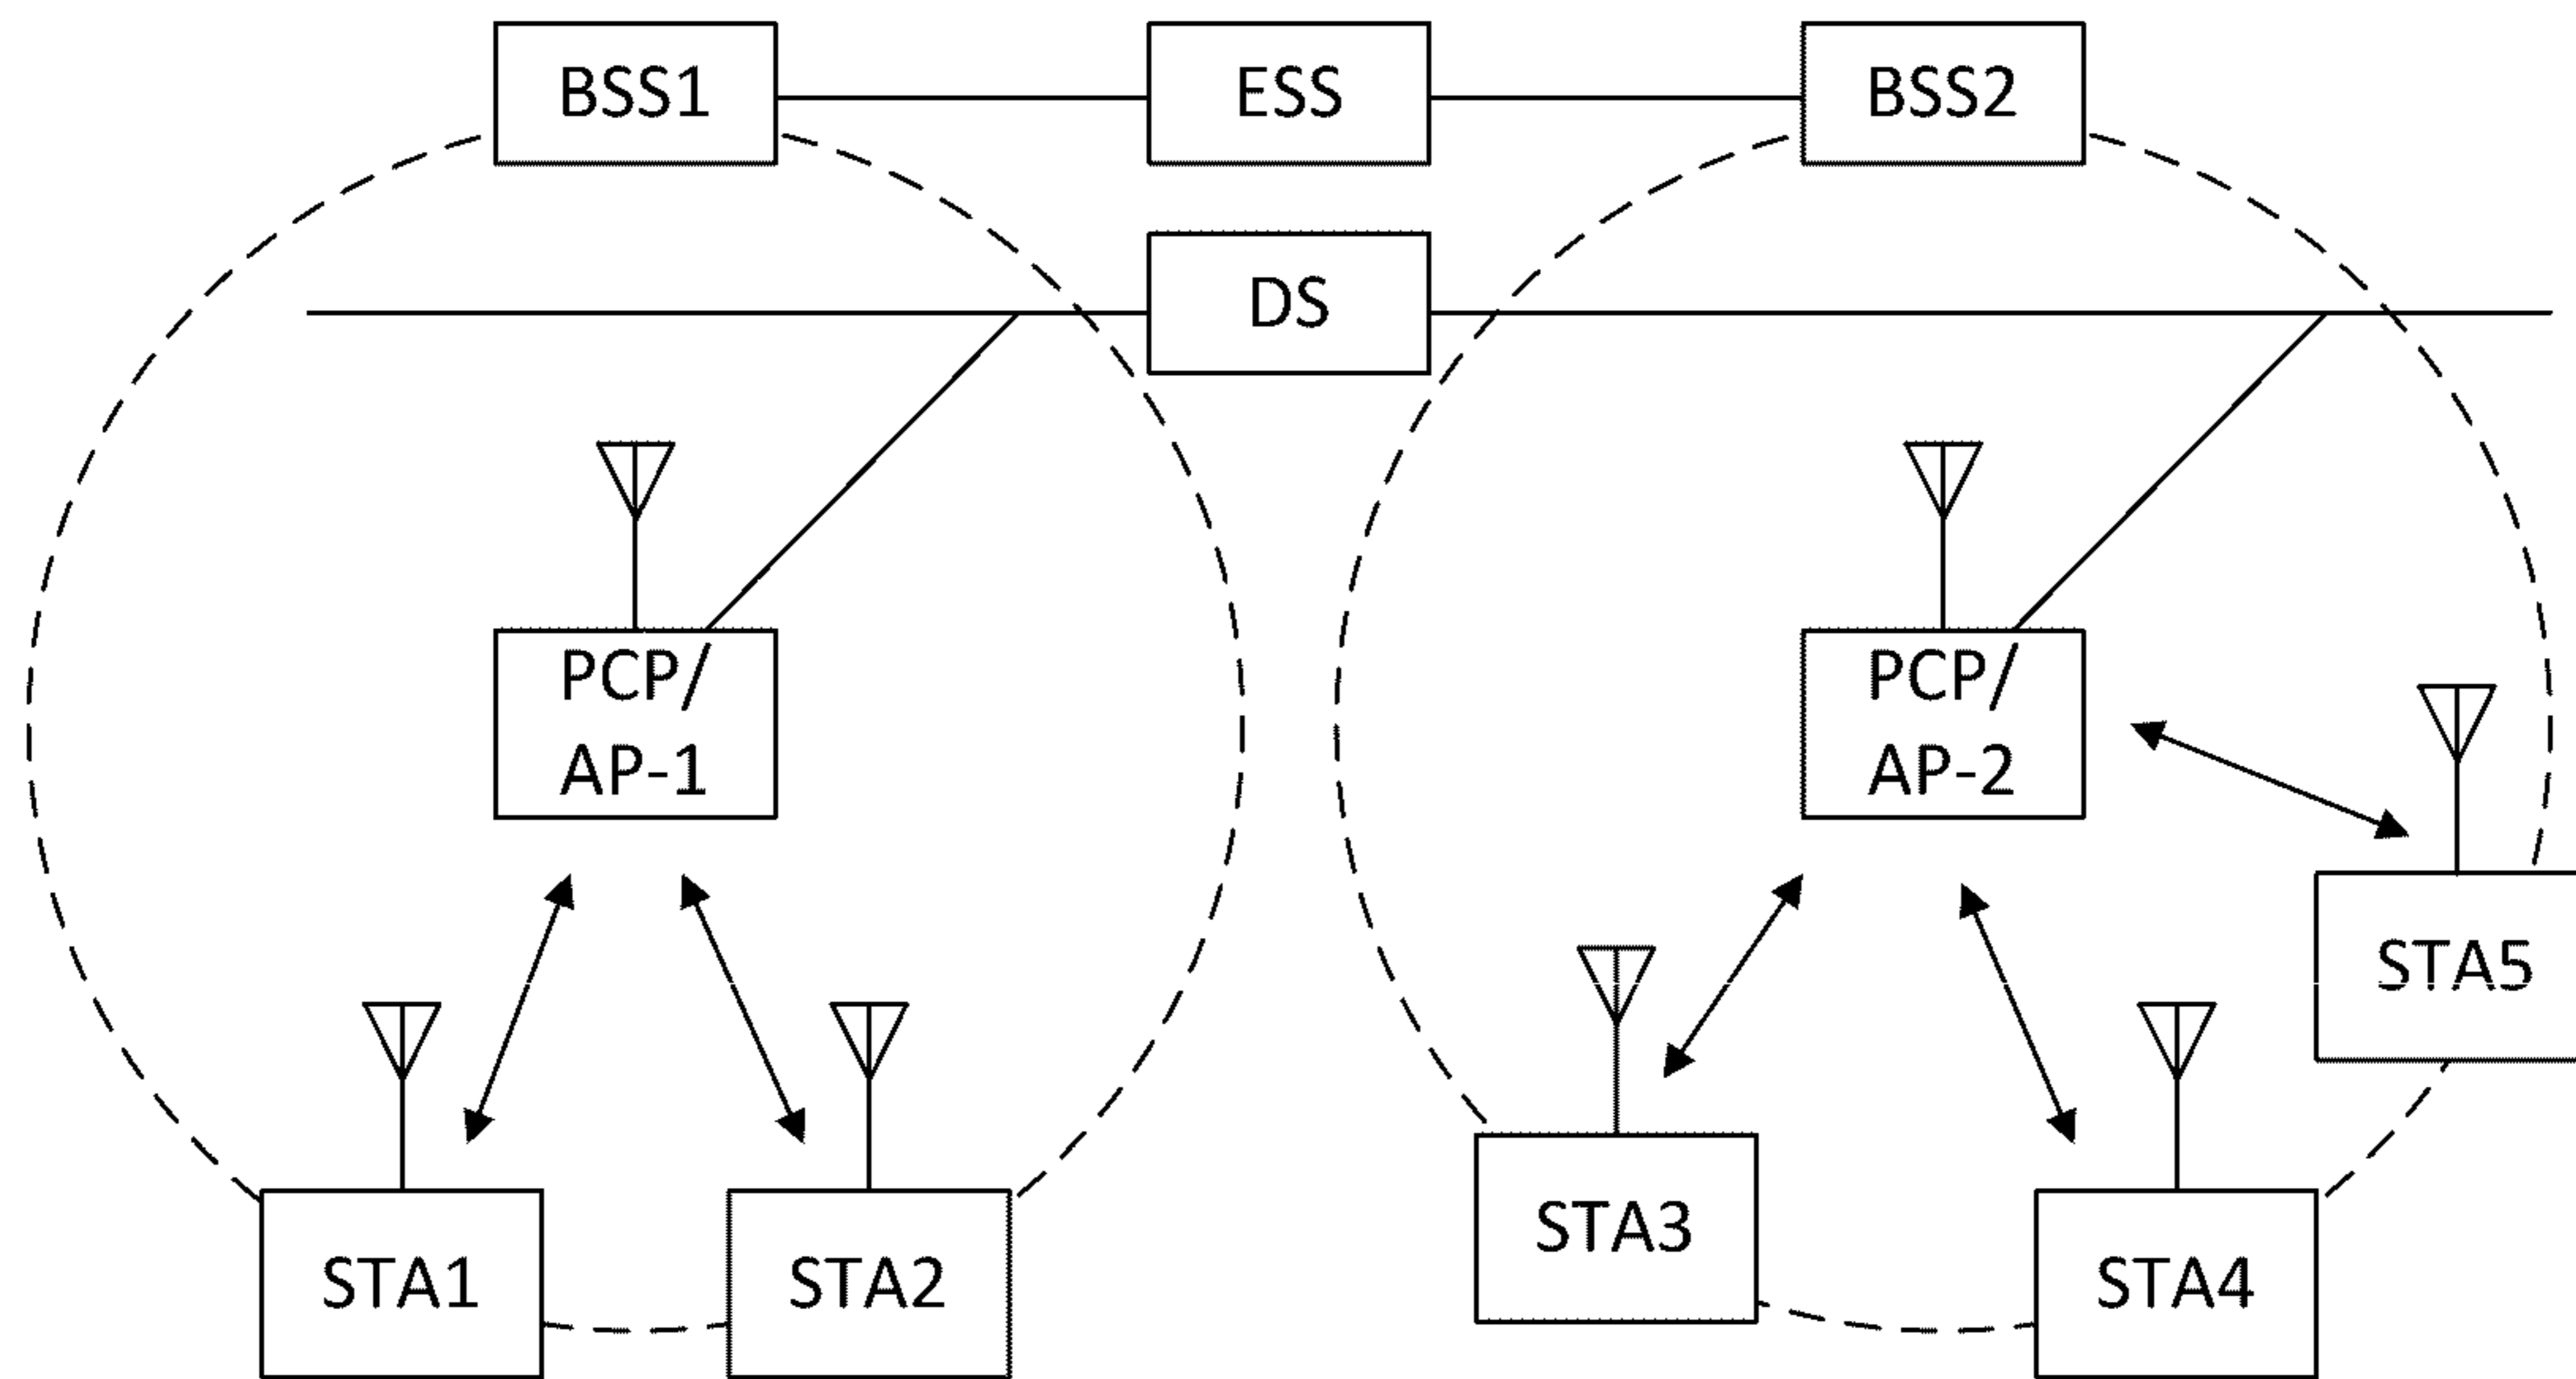 BSS1
ESS
BSS2
DS
PCP/
AP-1
PCP/
AP-2
STA5
STA3
STA1
STA2
STA4